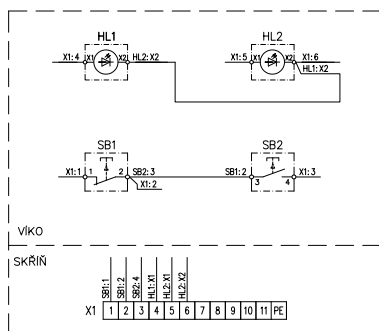 HL1 HL2
X1:4 X1 X2 HL2:X2 X1:5 X1 X2 X1:6
HL1:X2
SB1 SB2
X1:1 1 2 SB2:3 SB1:2 3 4 X1:3
X1:2
VÍKO
SKŘÍŇ
SB1:1 SB1:2 SB2:4 HL1:X1 HL2:X1 HL2:X2
X1 1 2 3 4 5 6 7 8 9 10 11 PE